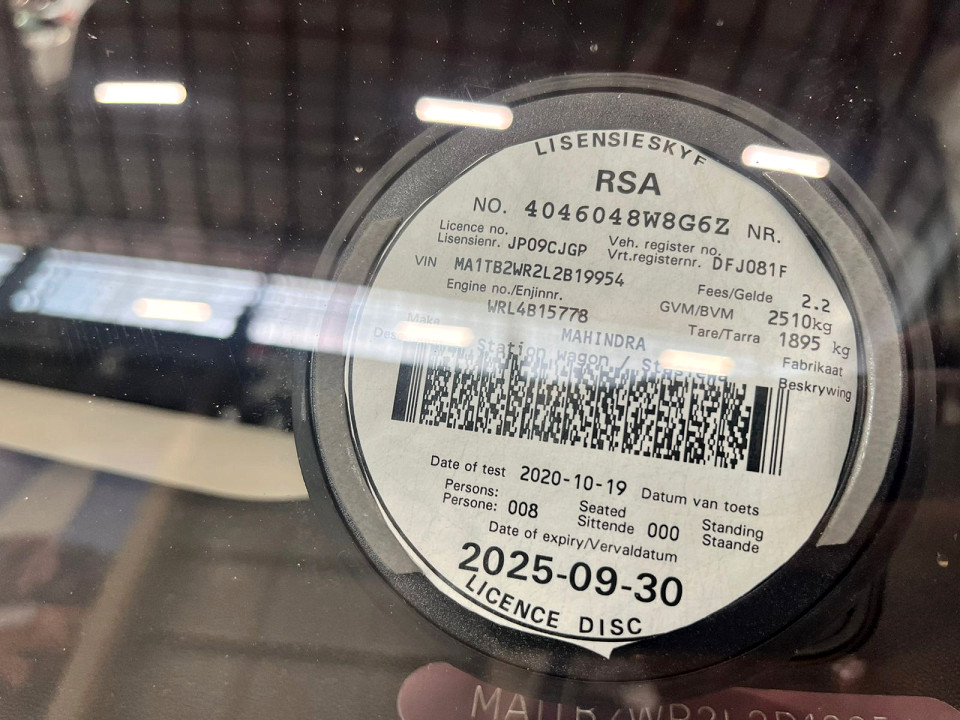 LISENSIESKYF
RSA
NO. 4046048W8G6Z NR.
Licence no. Lisensienr. JP09CJGP Veh. register no. Vrt.registernr. DFJ081F
VIN MA1TB2WR2L2B19954 Fees/Gelde 2.2
Engine no./Enjinnr. WRL4B15778 GVM/BVM 2510kg
Make MAHINDRA Tare/Tarra 1895 kg
Fabrikaat
Station wagon / Beskrywing
Date of test 2020-10-19 Datum van toets
Persons: Persone: 008 Seated Sittende 000 Standing Staande
Date of expiry/Vervaldatum
2025-09-30
LICENCE DISC